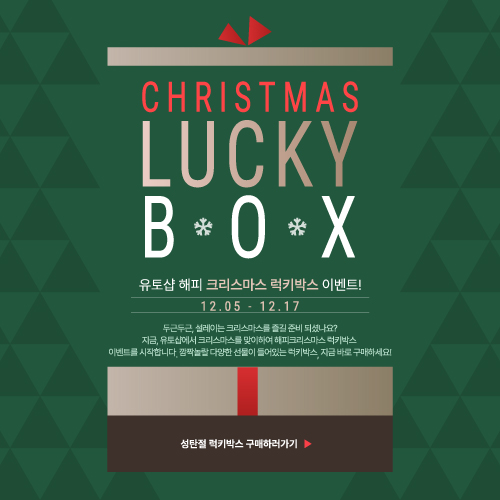 CHRISTMAS
LUCKY
B*O*X
유토샵 해피 크리스마스 럭키박스 이벤트!
12.05 - 12.17
두근두근, 설레이는 크리스마스를 즐길 준비 되셨나요?
지금, 유토샵에서 크리스마스를 맞이하여 해피크리스마스 럭키박스
이벤트를 시작합니다. 깜짝놀랄 다양한 선물이 들어있는 럭키박스, 지금 바로 구매하세요!
성탄절 럭키박스 구매하러가기 ▶